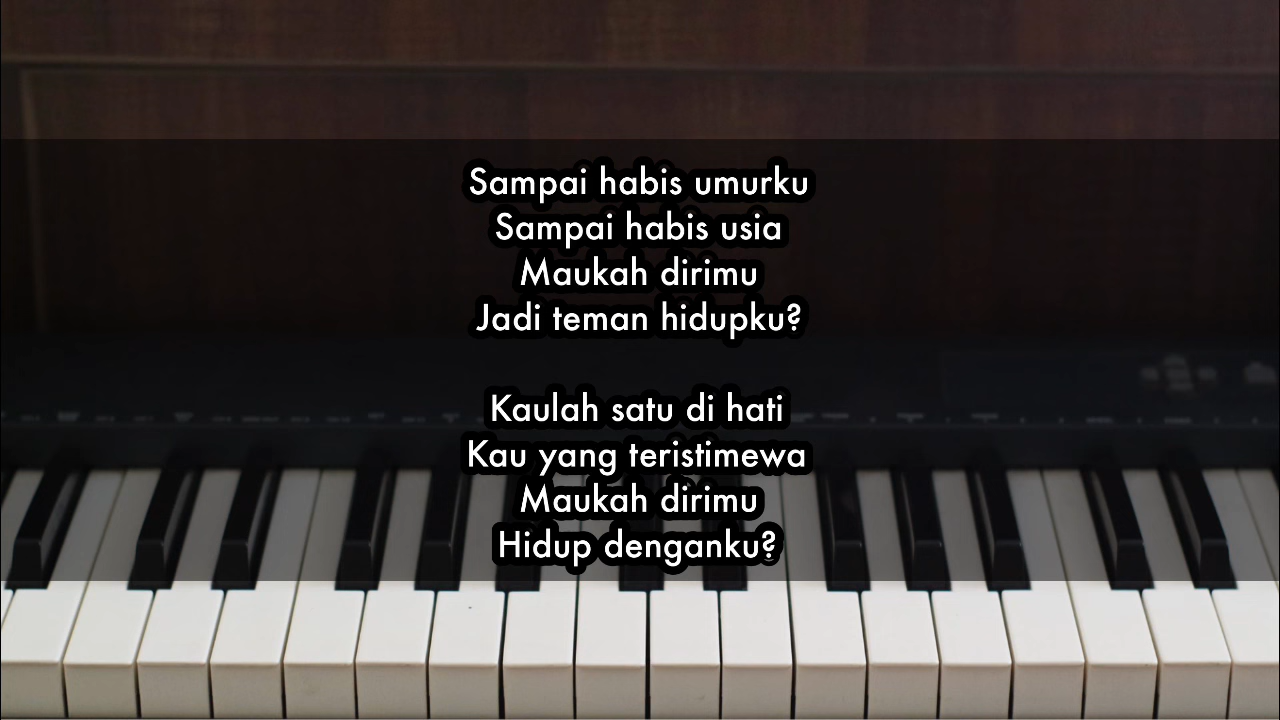 Sampai habis umurku
Sampai habis usia
Maukah dirimu
Jadi teman hidupku?
Kaulah satu di hati
Kau yang teristimewa
Maukah dirimu
Hidup denganku?